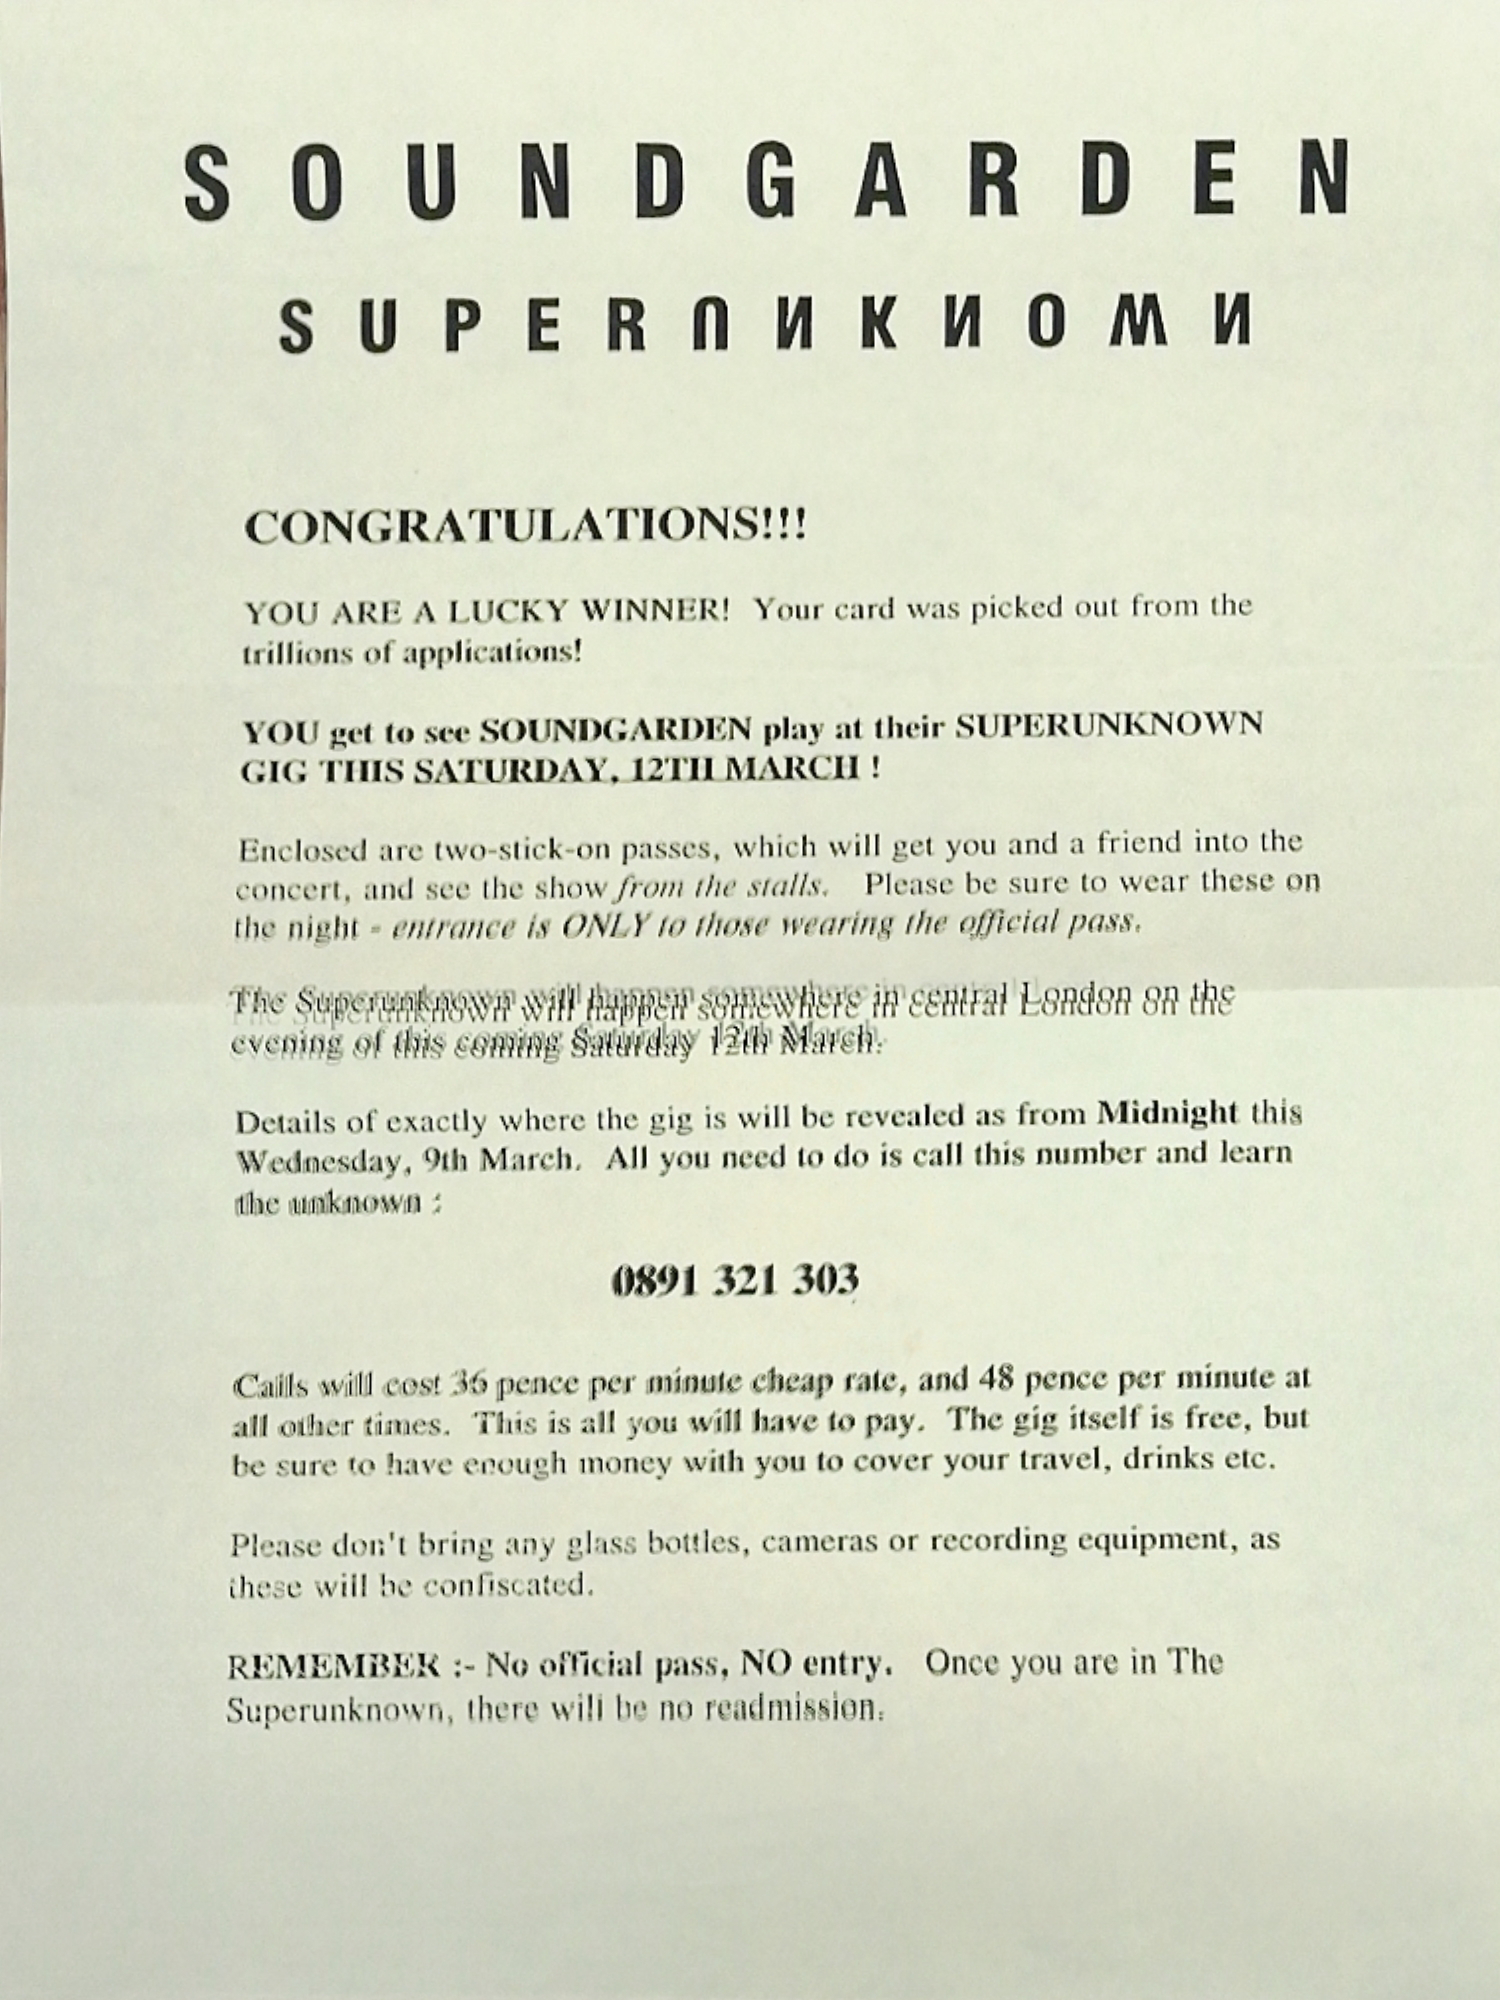 SOUNDGARDEN
SUPERUNKNOWN
CONGRATULATIONS!!!
YOU ARE A LUCKY WINNER! Your card was picked out from the
trillions of applications!
YOU get to see SOUNDGARDEN play at their SUPERUNKNOWN
GIG THIS SATURDAY, 12TH MARCH !
Enclosed are two-stick-on passes, which will get you and a friend into the
concert, and see the show from the stalls. Please be sure to wear these on
the night - entrance is ONLY to those wearing the official pass.
The Superunknown will happen somewhere in central London on the
evening of this coming Saturday 12th March.
Details of exactly where the gig is will be revealed as from Midnight this
Wednesday, 9th March. All you need to do is call this number and learn
the unknown :
0891 321 303
Calls will cost 36 pence per minute cheap rate, and 48 pence per minute at
all other times. This is all you will have to pay. The gig itself is free, but
be sure to have enough money with you to cover your travel, drinks etc.
Please don't bring any glass bottles, cameras or recording equipment, as
these will be confiscated.
REMEMBER :- No official pass, NO entry. Once you are in The
Superunknown, there will be no readmission.